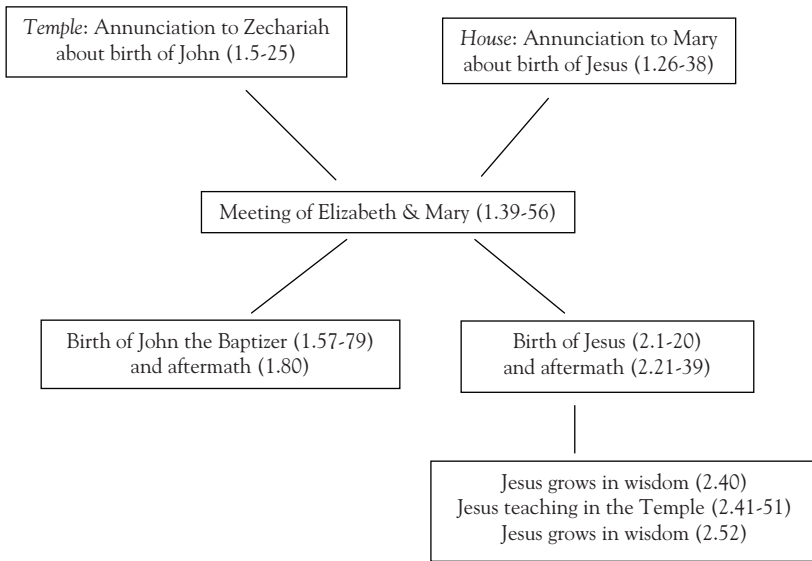 Temple: Annunciation to Zechariah
about birth of John (1.5-25)
House: Annunciation to Mary
about birth of Jesus (1.26-38)
Meeting of Elizabeth & Mary (1.39-56)
Birth of John the Baptizer (1.57-79)
and aftermath (1.80)
Birth of Jesus (2.1-20)
and aftermath (2.21-39)
Jesus grows in wisdom (2.40)
Jesus teaching in the Temple (2.41-51)
Jesus grows in wisdom (2.52)